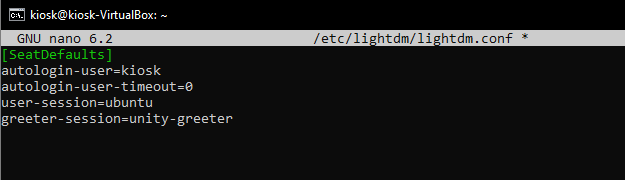 kiosk@kiosk-VirtualBox: ~
GNU nano 6.2 /etc/lightdm/lightdm.conf *
[SeatDefaults]
autologin-user=kiosk
autologin-user-timeout=0
user-session=ubuntu
greeter-session=unity-greeter